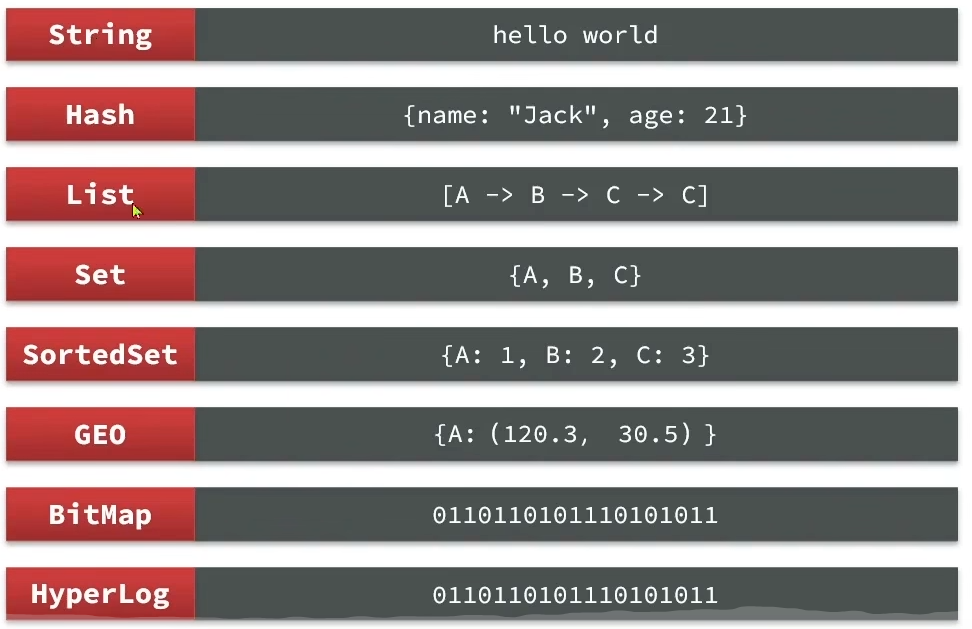 String hello world
Hash {name: "Jack", age: 21}
List [A -> B -> C -> C]
Set {A, B, C}
SortedSet {A: 1, B: 2, C: 3}
GEO {A: (120.3, 30.5) }
BitMap 0110110101110101011
HyperLog 0110110101110101011